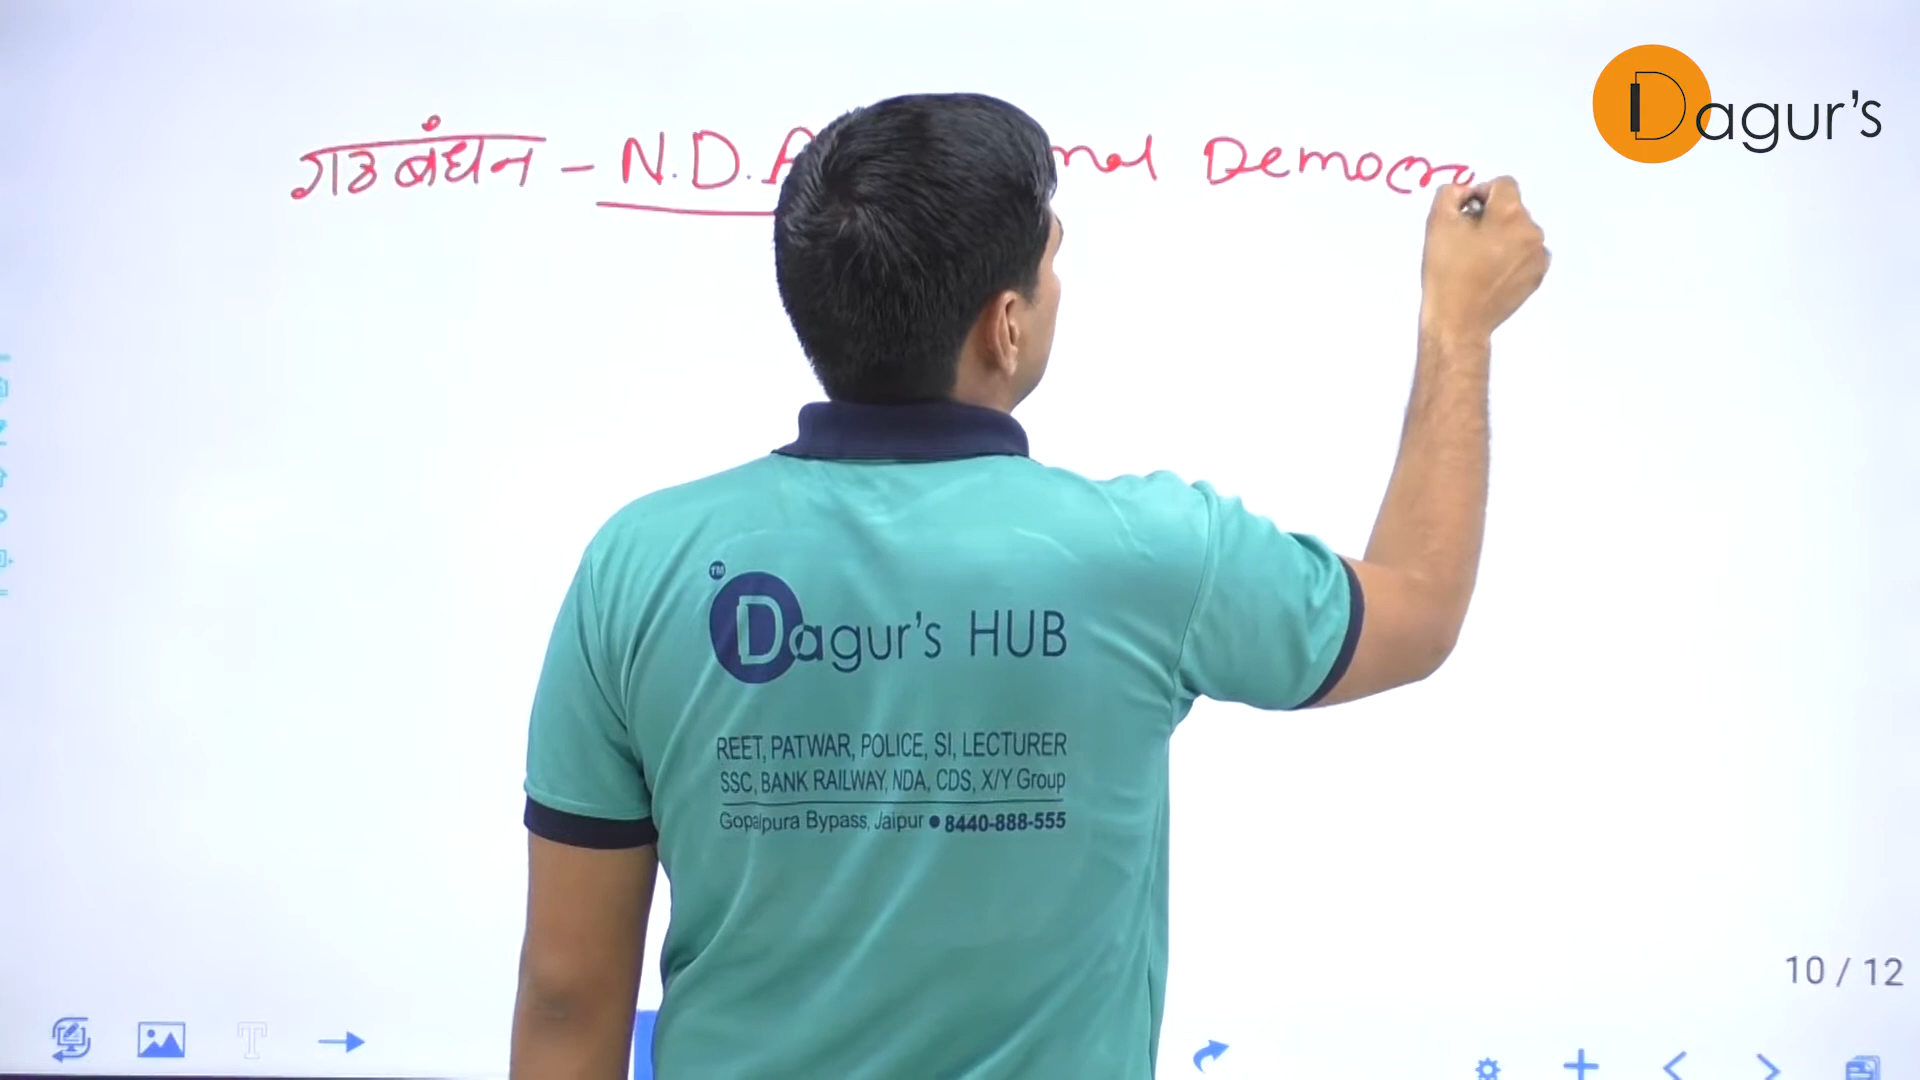 Dagur's
गठबंधन - N.D.A Democra
TM
Dagur's HUB
REET, PATWAR, POLICE, SI, LECTURER
SSC, BANK RAILWAY, NDA, CDS, X/Y Group
Gopalpura Bypass, Jaipur ● 8440-888-555
10 / 12
T